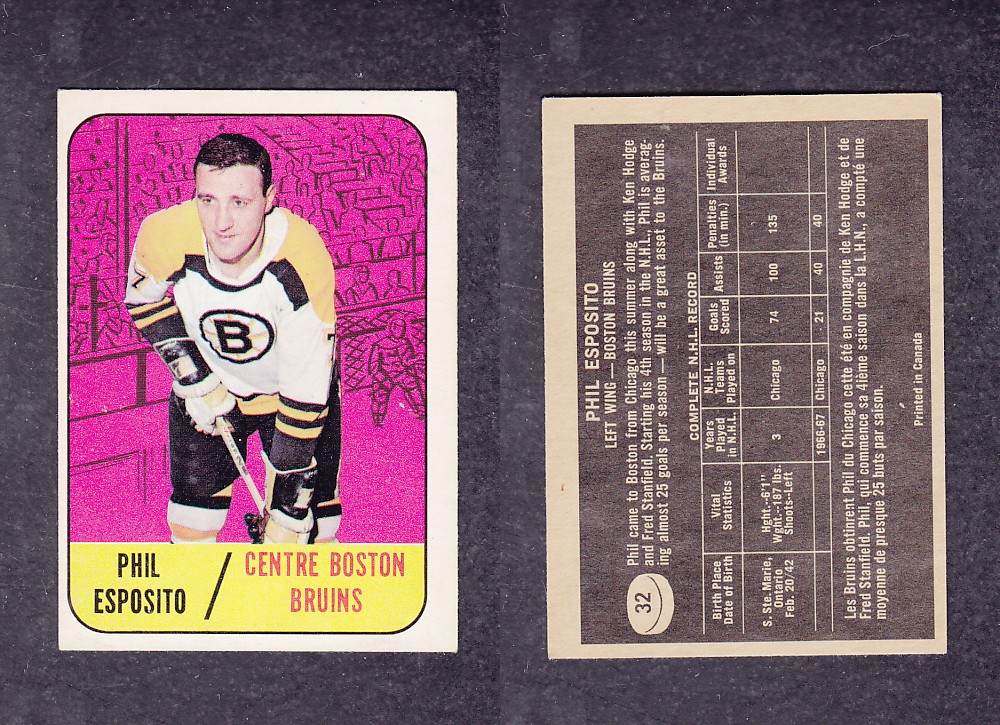 7
B
7
PHIL
ESPOSITO
/
CENTRE BOSTON
BRUINS
32
PHIL ESPOSITO
LEFT WING — BOSTON BRUINS
Phil came to Boston from Chicago this summer along with Ken Hodge
and Fred Stanfield. Starting his 4th season in the N.H.L., Phil is averag-
ing almost 25 goals per season — will be a great asset to the Bruins.
COMPLETE N.H.L. RECORD
Birth Place
Date of Birth
Vital
Statistics
Years
Played
in N.H.L.
N.H.L.
Teams
Played on
Goals
Scored
Assists
Penalties
(in min.)
Individual
Awards
S. Ste. Marie,
Ontario
Feb. 20/42
Hght.--6'1"
Wght.--187 lbs.
Shoots--Left
3
Chicago
74
100
135
1966-67
Chicago
21
40
40
Les Bruins obtinrent Phil du Chicago cette été en compagnie de Ken Hodge et de
Fred Stanfield. Phil, qui commence sa 4ième saison dans la L.H.N., a compté une
moyenne de presque 25 buts par saison.
Printed in Canada